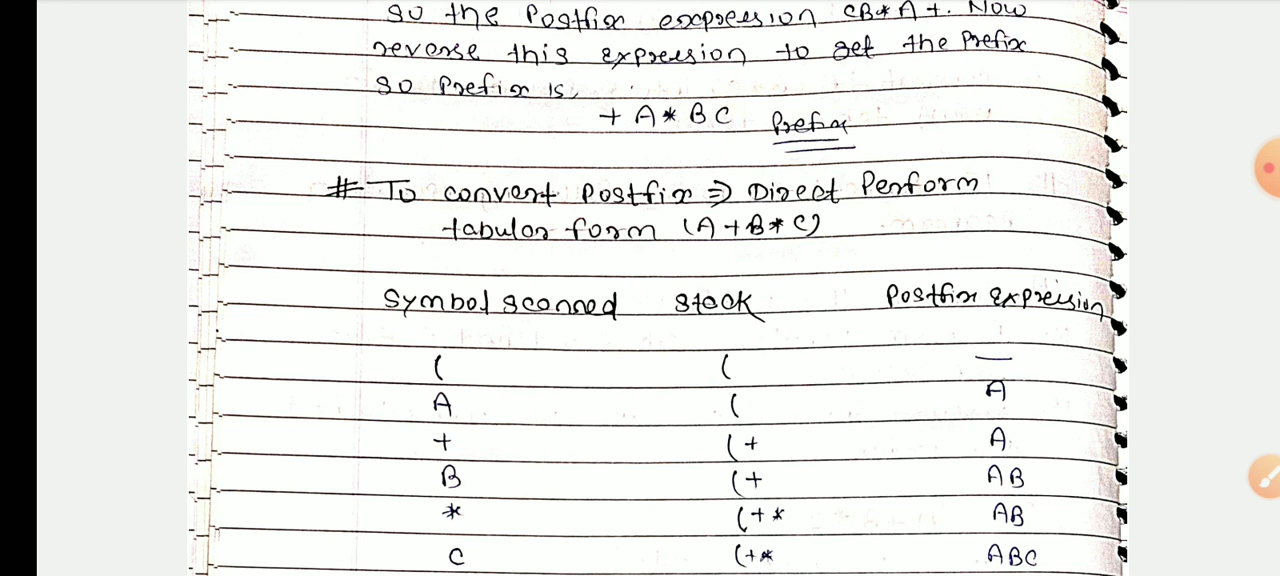 so the Postfix expression CB*A+. Now
reverse this expression to get the Prefix
so Prefix is,
+ A * B C Prefix
# To convert Postfix ⇒ Direct Perform
tabular form (A+B*C)
Symbol scanned Stack Postfix Expression
( ( —
A ( A
+ (+ A
B (+ AB
* (+* AB
C (+* ABC